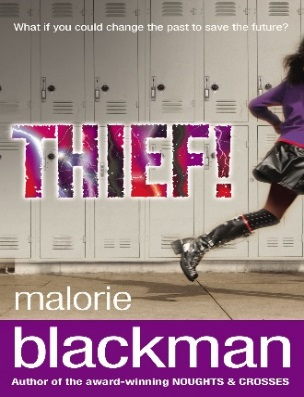 What if you could change the past to save the future?
THIEF!
malorie
blackman
Author of the award-winning NOUGHTS & CROSSES